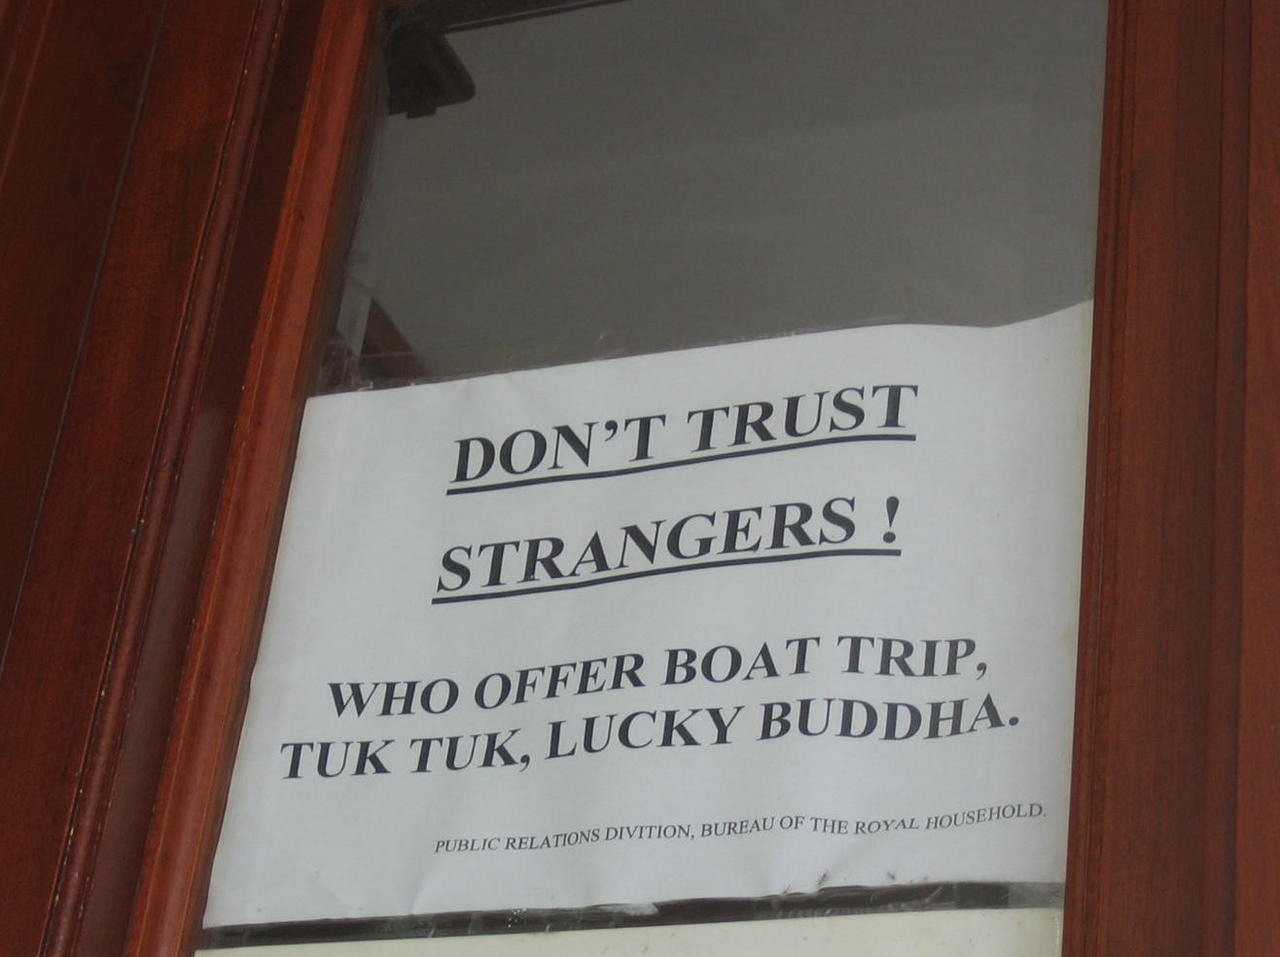 DON'T TRUST
STRANGERS !
WHO OFFER BOAT TRIP,
TUK TUK, LUCKY BUDDHA.
PUBLIC RELATIONS DIVITION, BUREAU OF THE ROYAL HOUSEHOLD.